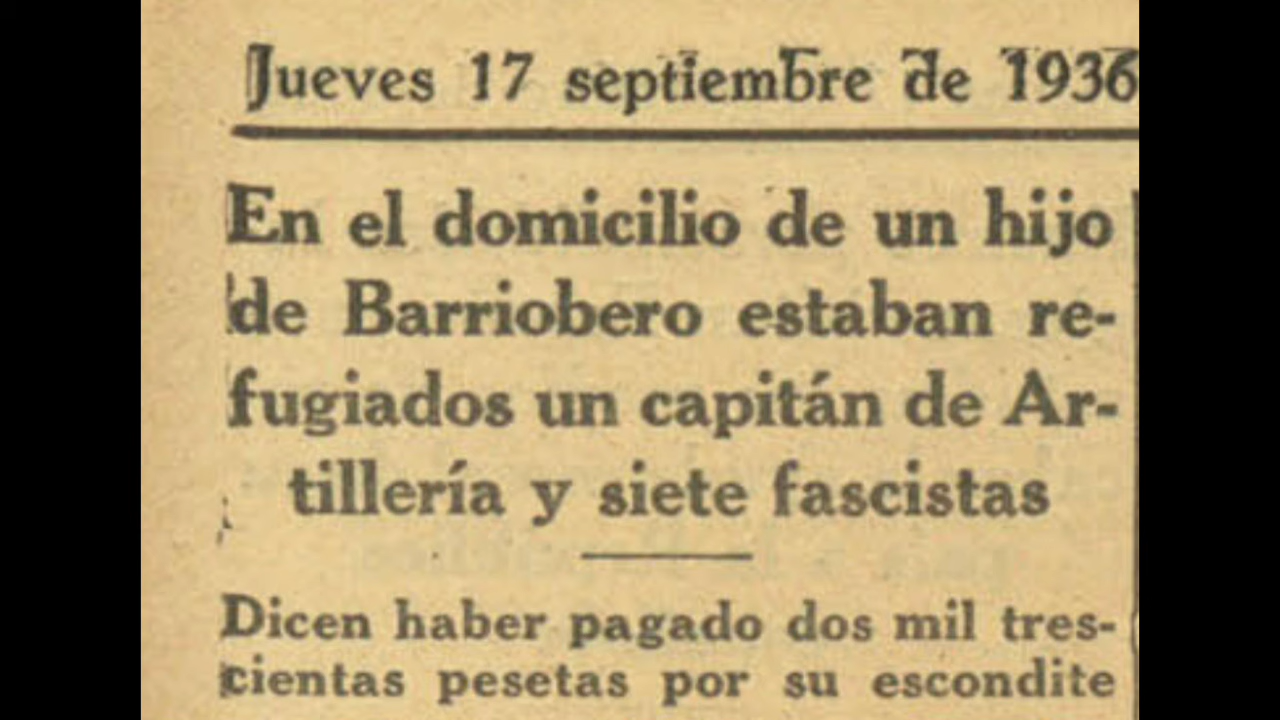 Jueves 17 septiembre de 1936
En el domicilio de un hijo
de Barriobero estaban re-
fugiados un capitán de Ar-
tillería y siete fascistas
Dicen haber pagado dos mil tres-
cientas pesetas por su escondite